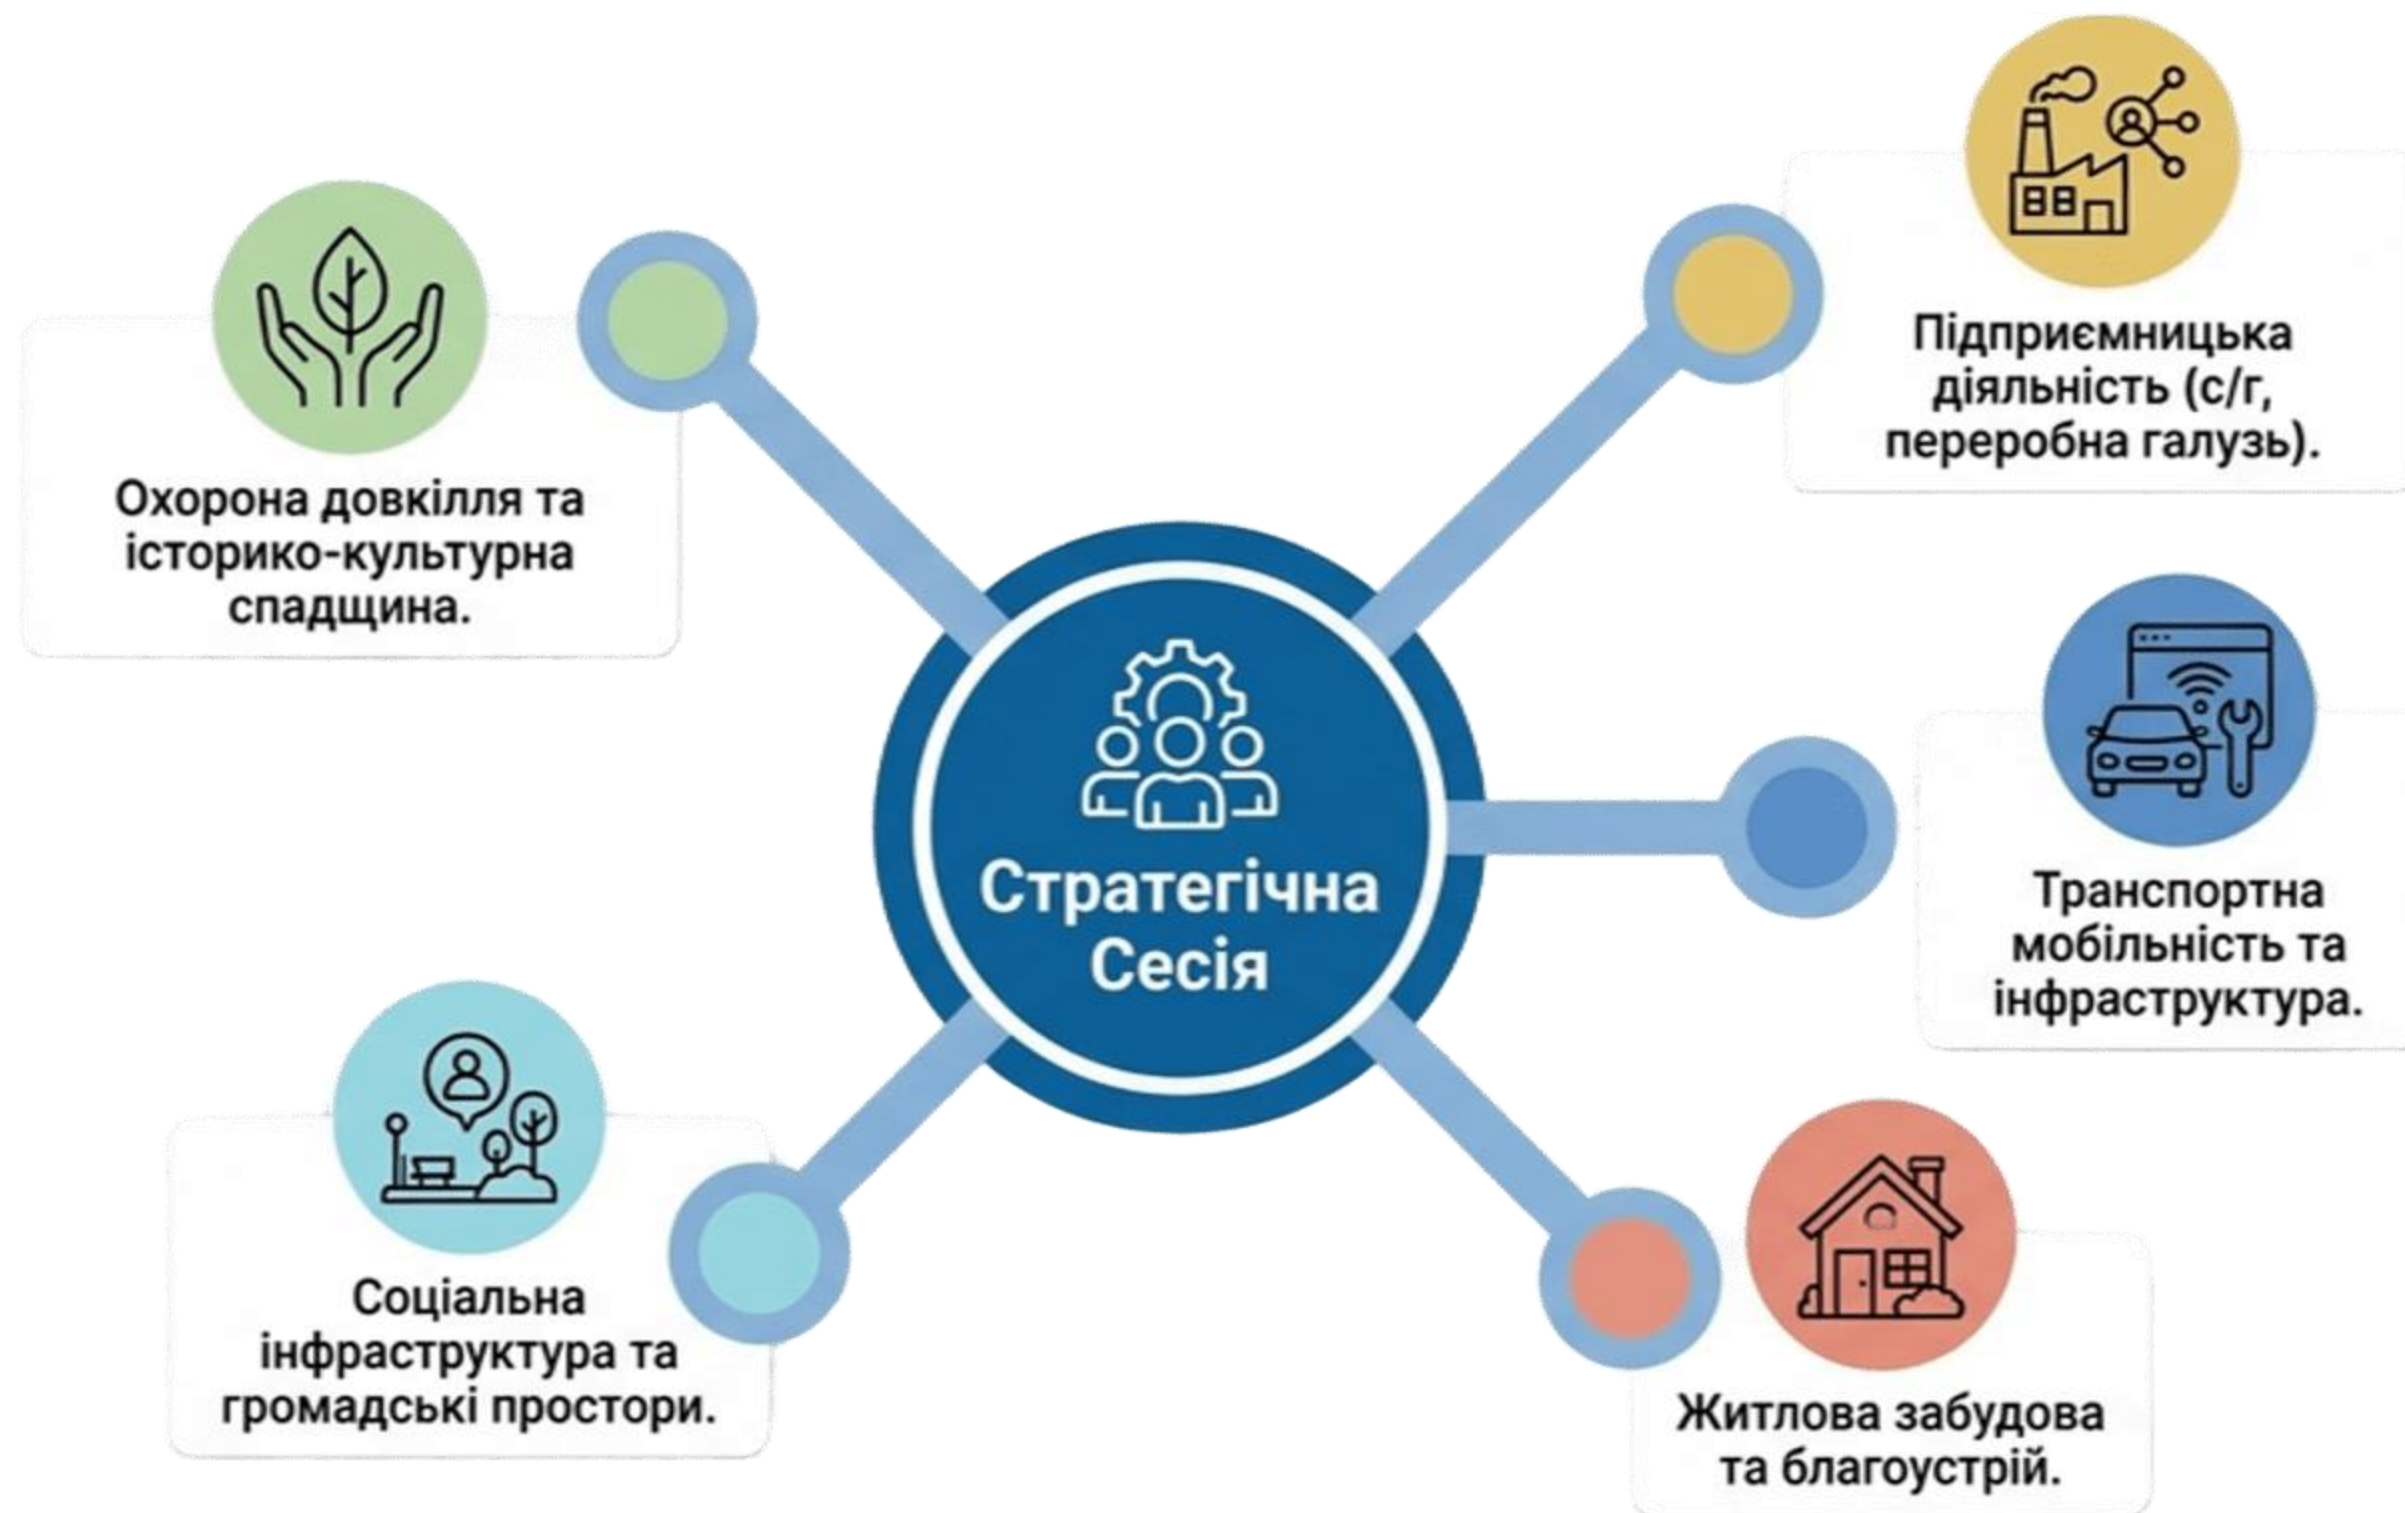 Підприємницька
діяльність (с/г,
переробна галузь).
Охорона довкілля та
історико-культурна
спадщина.
Стратегічна
Сесія
Транспортна
мобільність та
інфраструктура.
Соціальна
інфраструктура та
громадські простори.
Житлова забудова
та благоустрій.